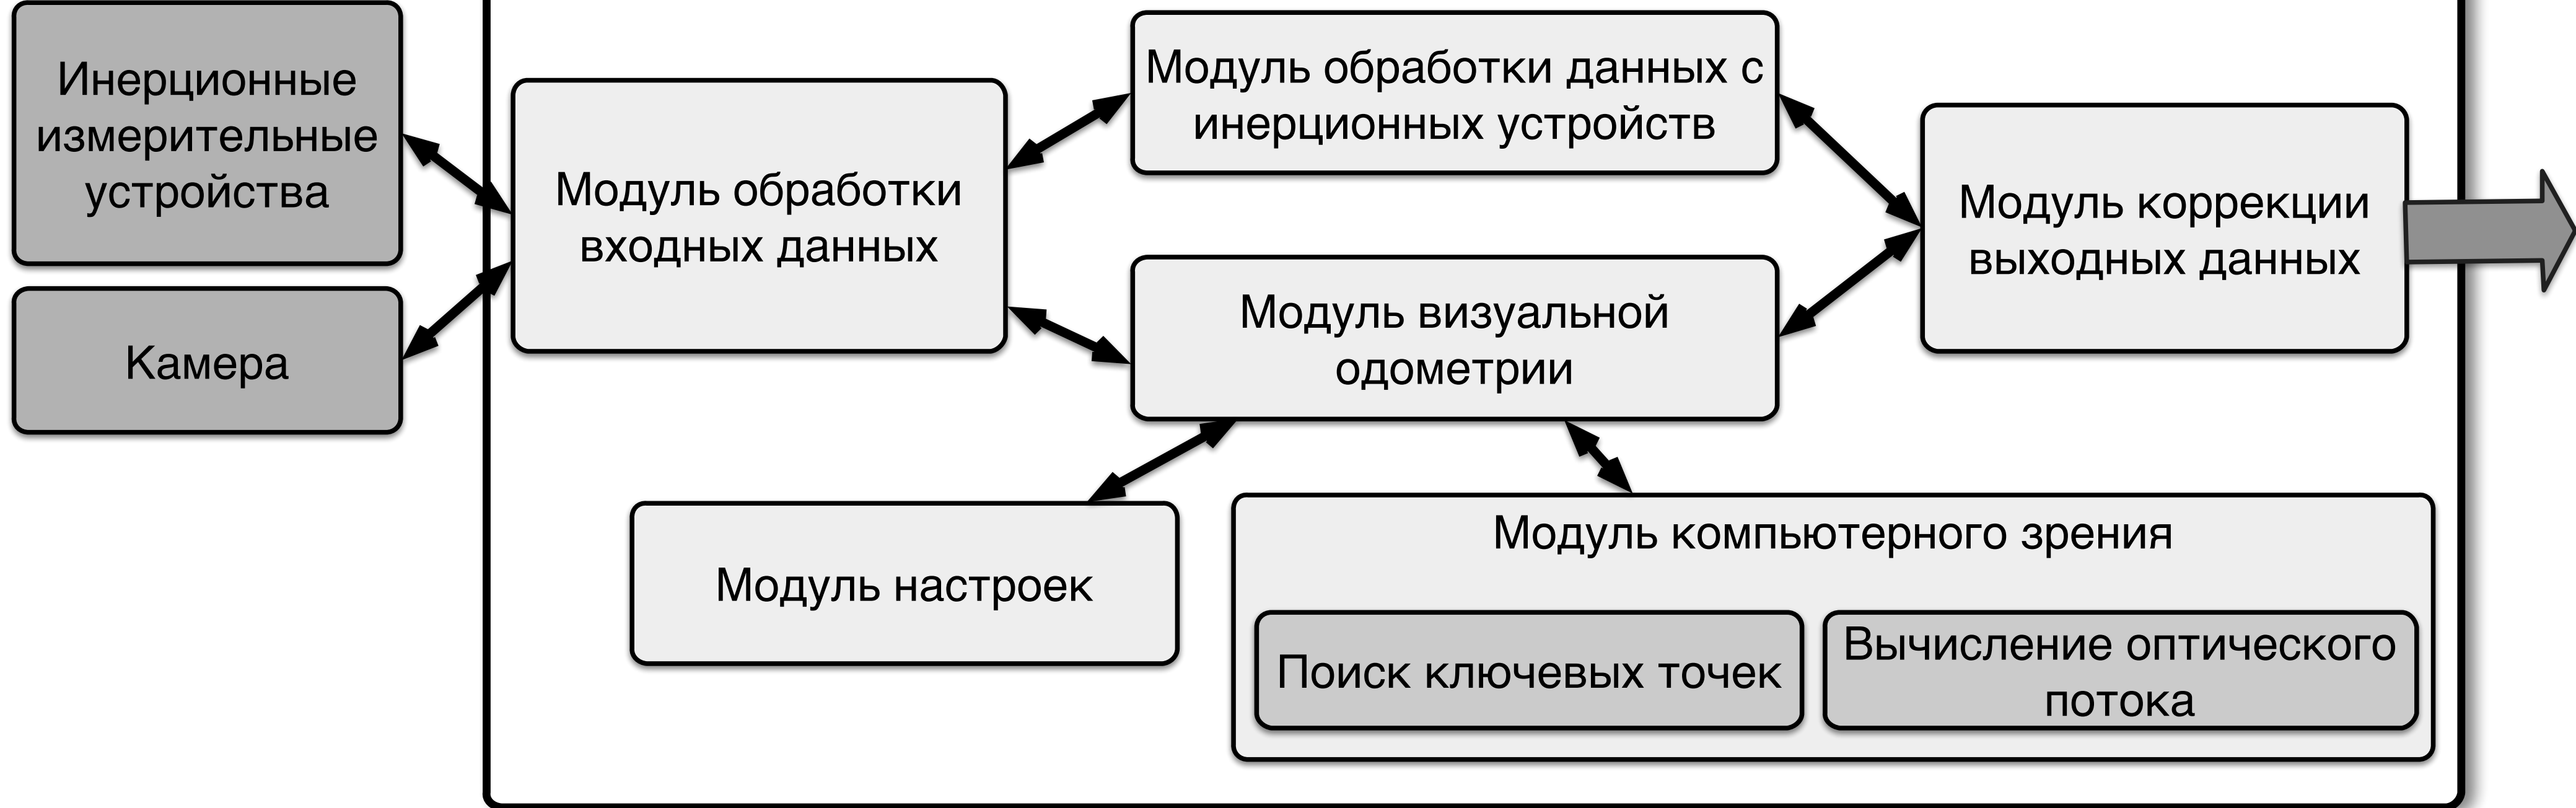 Инерционные
измерительные
устройства
Камера
Модуль обработки
входных данных
Модуль обработки данных с
инерционных устройств
Модуль визуальной
одометрии
Модуль коррекции
выходных данных
Модуль настроек
Модуль компьютерного зрения
Поиск ключевых точек
Вычисление оптического
потока